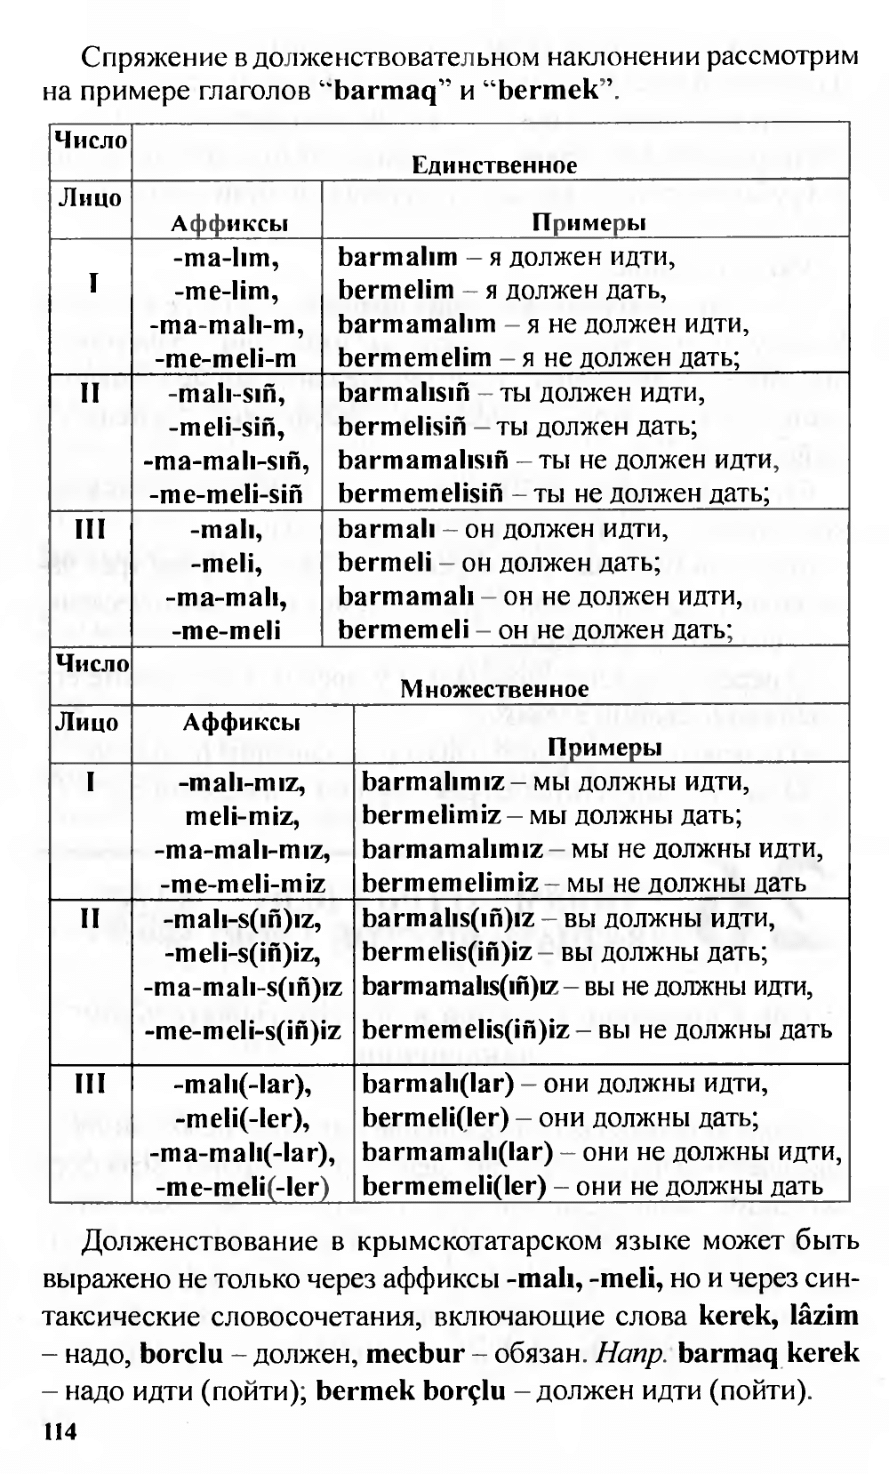 Спряжение в долженствовательном наклонении рассмотрим
на примере глаголов “barmaq” и “bermek”.
Число
Единственное
Лицо
Аффиксы Примеры
I
-ma-lım, barmalım – я должен идти,
-me-lim, bermelim – я должен дать,
-ma-malı-m, barmamalım – я не должен идти,
-me-meli-m bermemelim – я не должен дать;
II -malı-sıñ, barmalısıñ – ты должен идти,
-meli-siñ, bermelisiñ – ты должен дать;
-ma-malı-sıñ, barmamalısıñ – ты не должен идти,
-me-meli-siñ bermemelisiñ – ты не должен дать;
III -malı, barmalı – он должен идти,
-meli, bermeli – он должен дать;
-ma-malı, barmamalı – он не должен идти,
-me-meli bermemeli – он не должен дать;
Число
Множественное
Лицо Аффиксы
Примеры
I -malı-mız, barmalımız – мы должны идти,
meli-miz, bermelimiz – мы должны дать;
-ma-malı-mız, barmamalımız – мы не должны идти,
-me-meli-miz bermemelimiz – мы не должны дать
II -malı-s(ıñ)ız, barmalıs(ıñ)ız – вы должны идти,
-meli-s(iñ)iz, bermelis(iñ)iz – вы должны дать;
-ma-malı-s(ıñ)ız barmamalıs(ıñ)ız – вы не должны идти,
-me-meli-s(iñ)iz bermemelis(iñ)iz – вы не должны дать
III -malı(-lar), barmalı(lar) – они должны идти,
-meli(-ler), bermeli(ler) – они должны дать;
-ma-malı(-lar), barmamalı(lar) – они не должны идти,
-me-meli(-ler) bermemeli(ler) – они не должны дать
Долженствование в крымскотатарском языке может быть
выражено не только через аффиксы -malı, -meli, но и через син-
таксические словосочетания, включающие слова kerek, lâzim
– надо, borclu – должен, mecbur – обязан. Напр. barmaq kerek
– надо идти (пойти); bermek borçlu – должен идти (пойти).
114